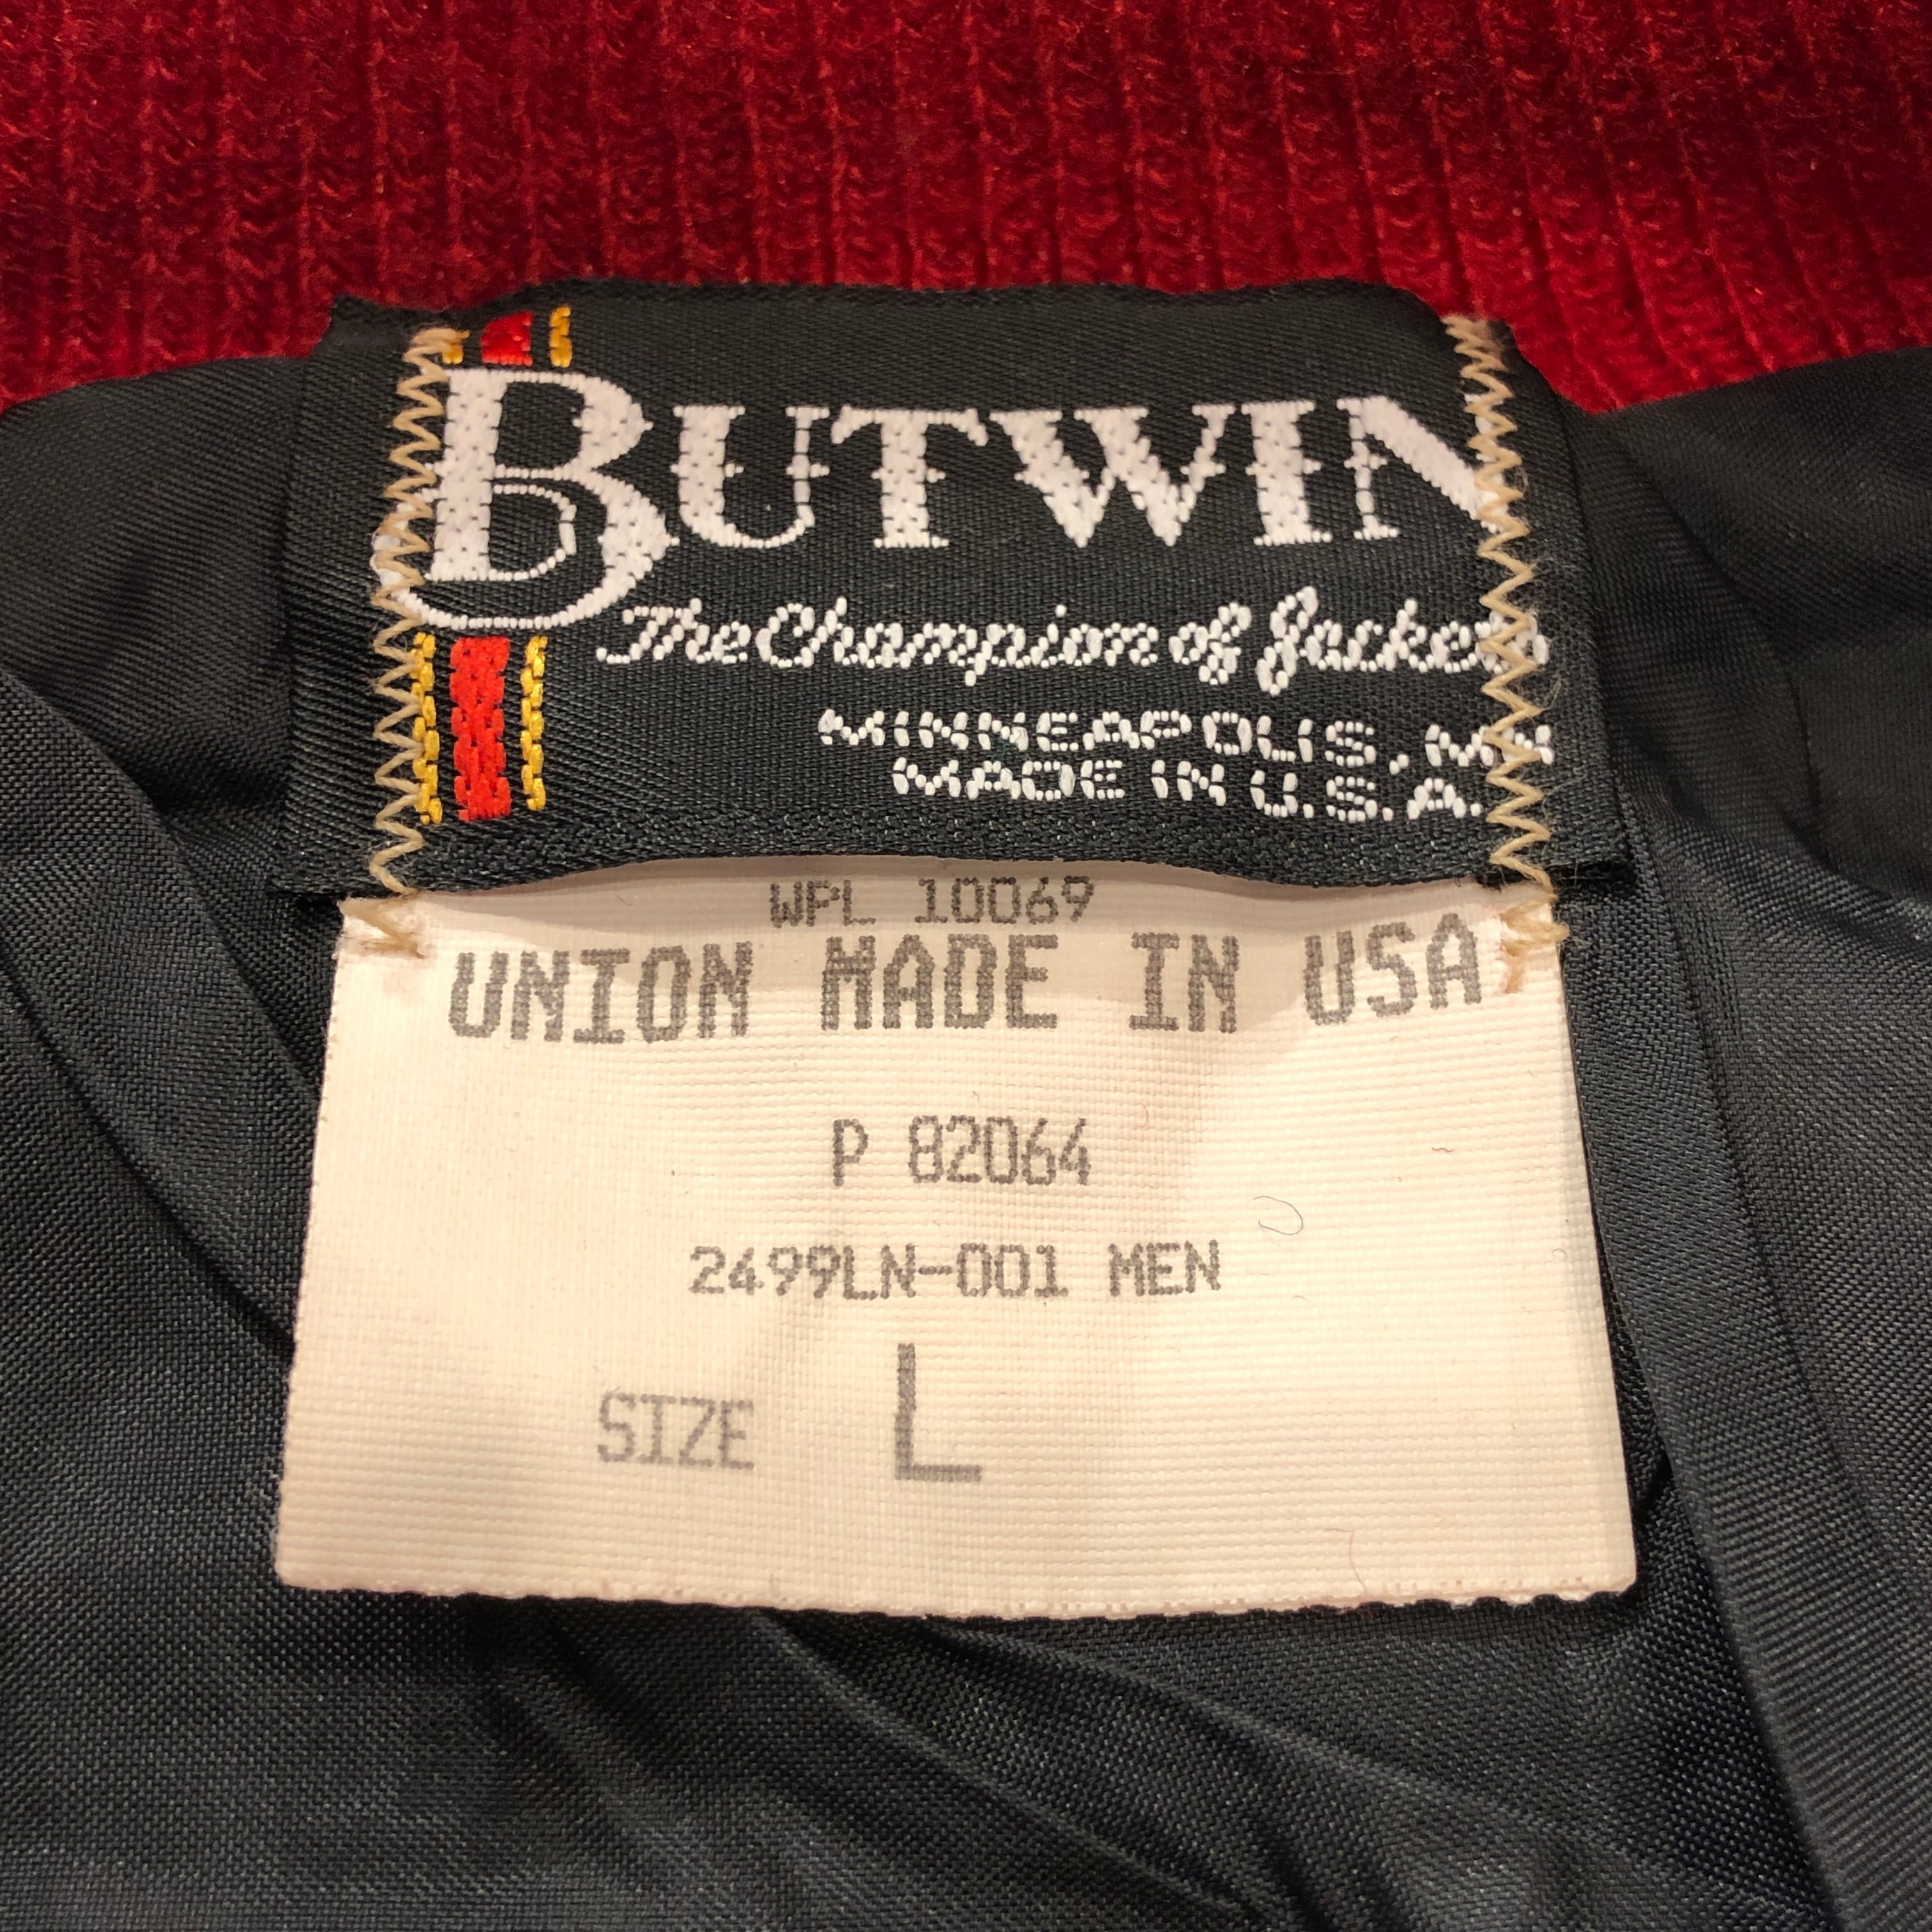 BUTWIN
The Champion of Jackets
MINNEAPOLIS, MN
MADE IN U.S.A.
WPL 10069
UNION MADE IN USA
P 82064
2499LN-001 MEN
SIZE L